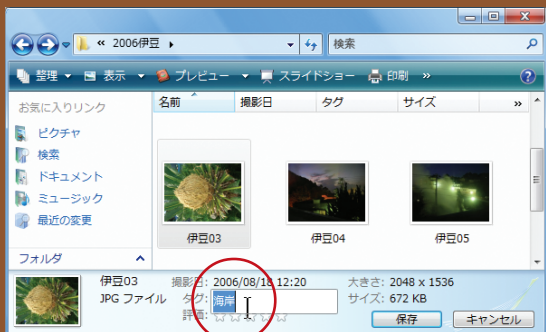 « 2006伊豆
検索
整理 表示 プレビュー スライドショー 印刷 »
お気に入りリンク
ピクチャ
検索
ドキュメント
ミュージック
最近の変更
フォルダ
名前 撮影日 タグ サイズ »
伊豆03 伊豆04 伊豆05
伊豆03 撮影日: 2006/08/18 12:20 大きさ: 2048 x 1536
JPG ファイル タグ: 海岸 サイズ: 672 KB
評価:
保存 キャンセル